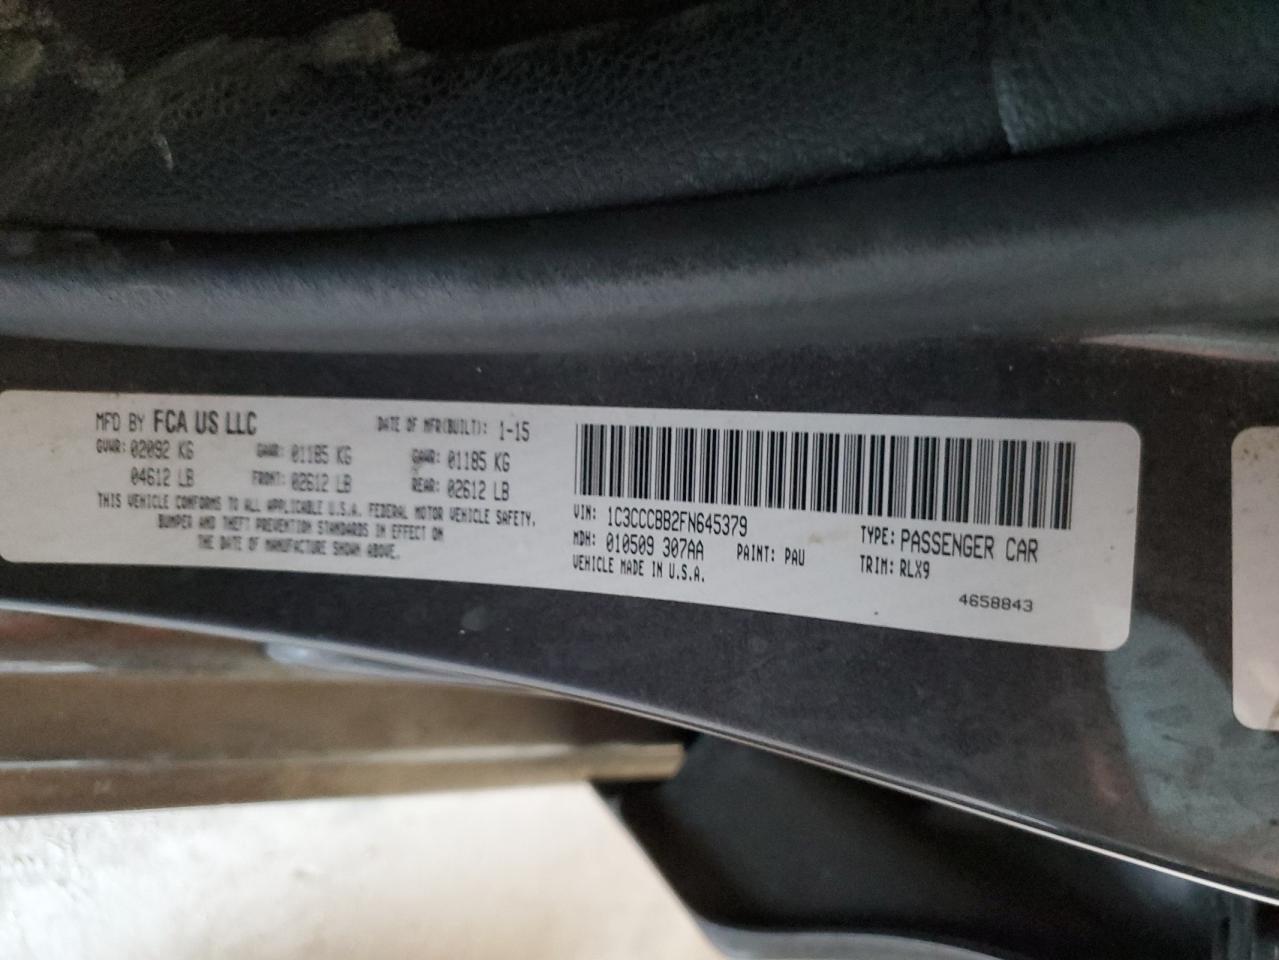 MFD BY FCA US LLC DATE OF MFR(BUILT): 1-15
GVWR: 02092 KG GAWR: 01185 KG GAWR: 01185 KG
04612 LB FRONT: 02612 LB REAR: 02612 LB
THIS VEHICLE CONFORMS TO ALL APPLICABLE U.S.A. FEDERAL MOTOR VEHICLE SAFETY,
BUMPER AND THEFT PREVENTION STANDARDS IN EFFECT ON
THE DATE OF MANUFACTURE SHOWN ABOVE.
VIN: 1C3CCCBB2FN645379 TYPE: PASSENGER CAR
MDH: 010509 307AA PAINT: PAU TRIM: RLX9
VEHICLE MADE IN U.S.A.
4658843